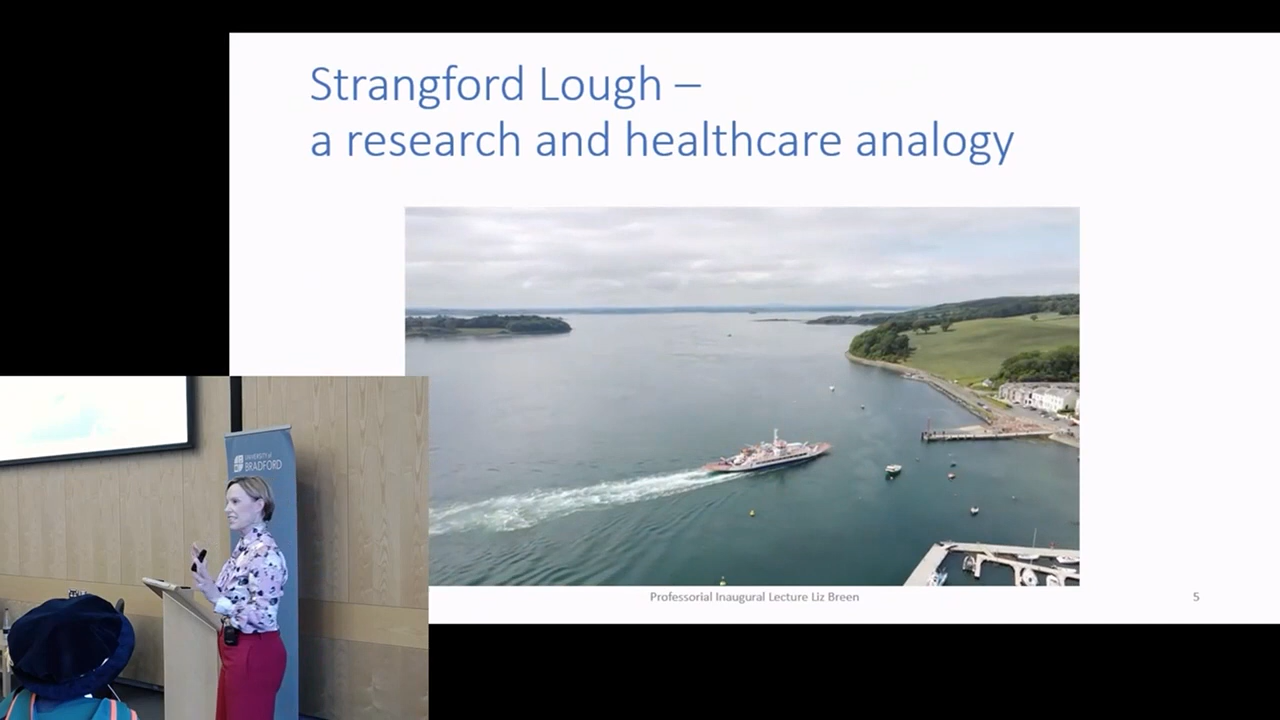 Strangford Lough –
a research and healthcare analogy
UNIVERSITY of
BRADFORD
Professorial Inaugural Lecture Liz Breen
5